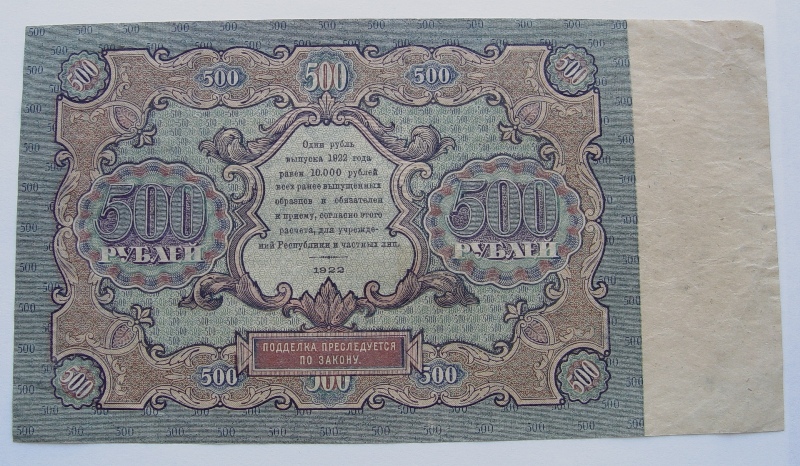 500 500 500 500 500
Один рубль
выпуска 1922 года
равен 10.000 рублей
всех ранее выпущенных
образцов и обязателен
к приему, согласно этого
расчета, для учрежде-
ний Республики и частных лиц.
1922
500 РУБЛЕЙ
500 РУБЛЕЙ
ПОДДЕЛКА ПРЕСЛЕДУЕТСЯ
ПО ЗАКОНУ.
500 500 500 500 500